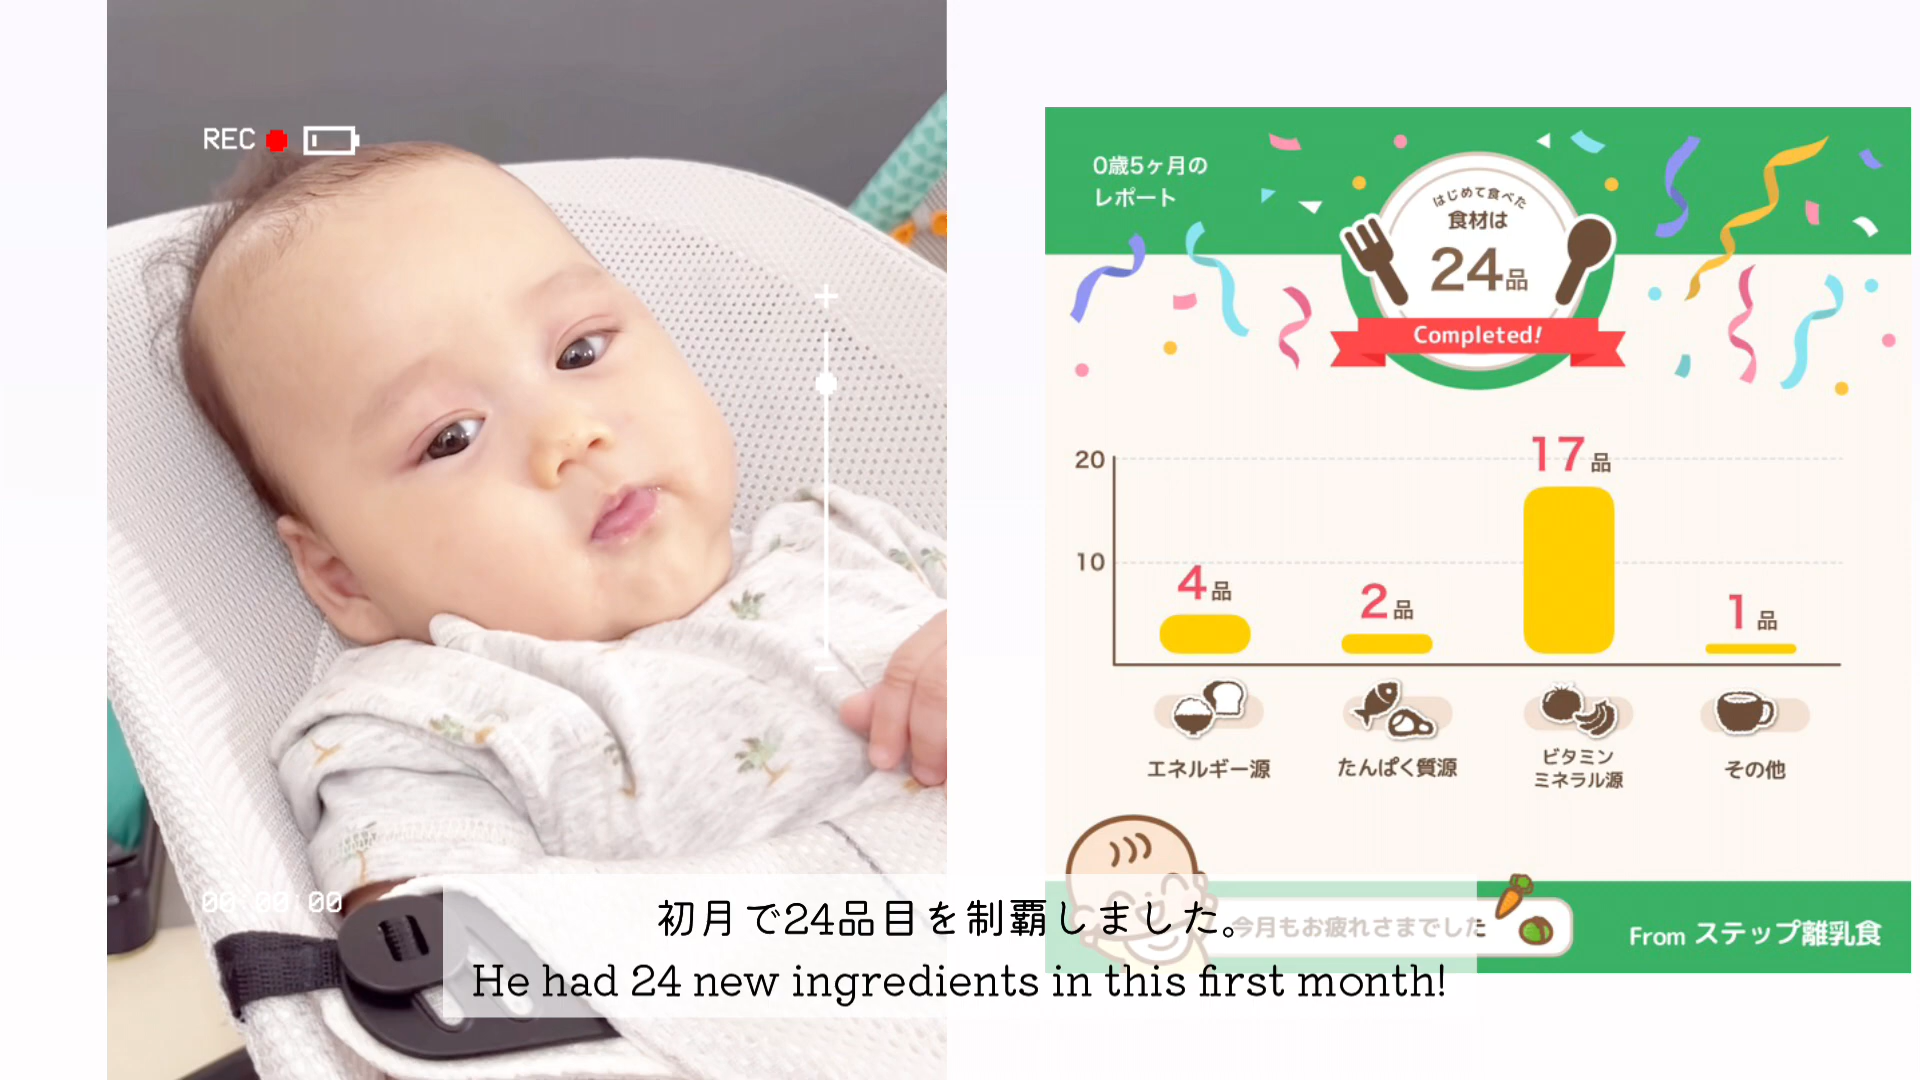 REC
00:00:00
0歳5ヶ月の
レポート
はじめて食べた
食材は
24品
Completed!
20
10
4品
2品
17品
1品
エネルギー源
たんぱく質源
ビタミン
ミネラル源
その他
今月もお疲れさまでした
From ステップ離乳食
初月で24品目を制覇しました。
He had 24 new ingredients in this first month!